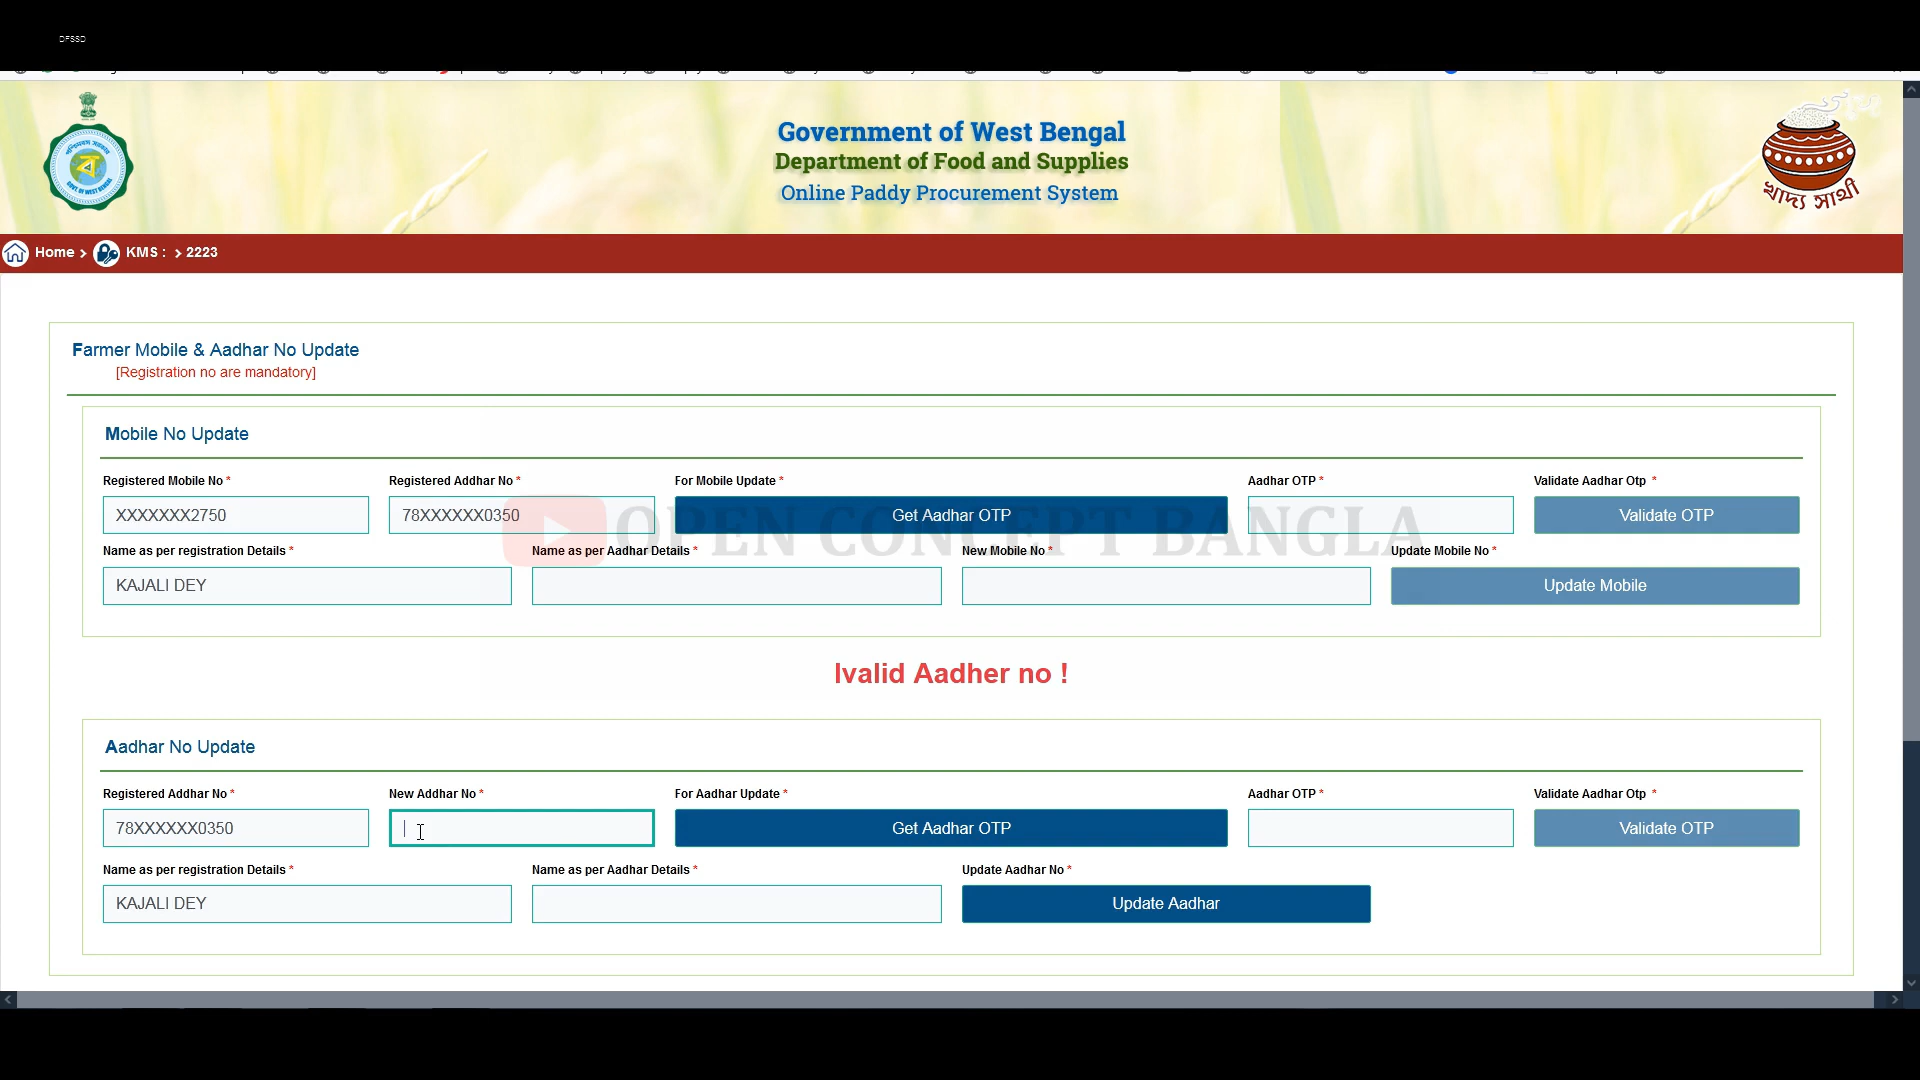 DFSSD
Government of West Bengal
Department of Food and Supplies
Online Paddy Procurement System
খাদ্য সাথী
Home > KMS : > 2223
Farmer Mobile & Aadhar No Update
[Registration no are mandatory]
Mobile No Update
Registered Mobile No * Registered Addhar No * For Mobile Update * Aadhar OTP * Validate Aadhar Otp *
XXXXXXX2750 78XXXXXX0350 Get Aadhar OTP Validate OTP
OPEN CONCEPT BANGLA
Name as per registration Details * Name as per Aadhar Details * New Mobile No * Update Mobile No *
KAJALI DEY Update Mobile
Ivalid Aadher no !
Aadhar No Update
Registered Addhar No * New Addhar No * For Aadhar Update * Aadhar OTP * Validate Aadhar Otp *
78XXXXXX0350 Get Aadhar OTP Validate OTP
Name as per registration Details * Name as per Aadhar Details * Update Aadhar No *
KAJALI DEY Update Aadhar